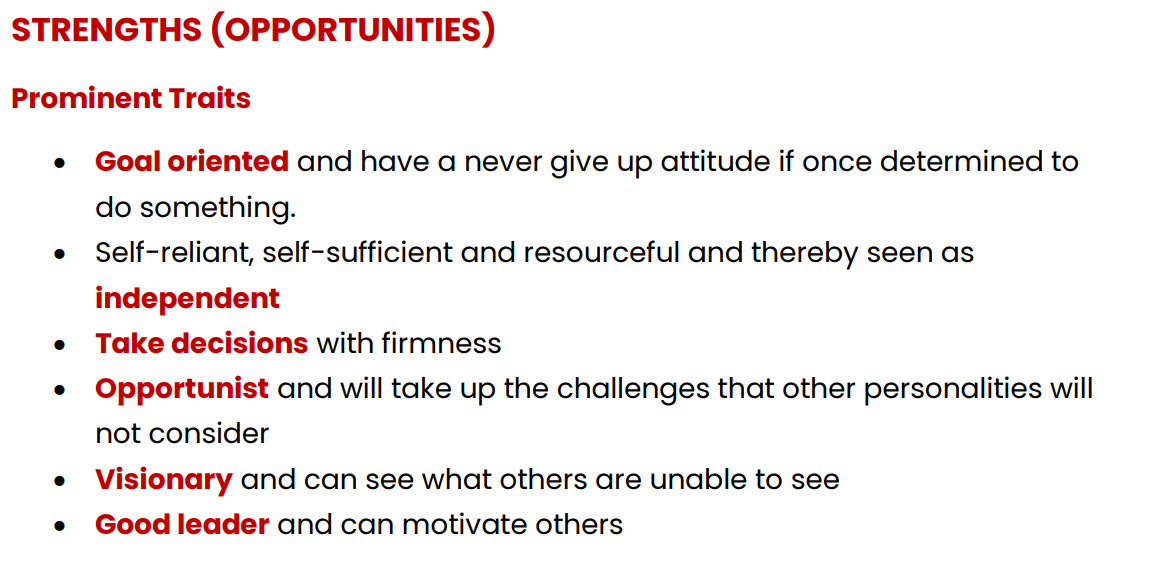 STRENGTHS (OPPORTUNITIES)
Prominent Traits
• Goal oriented and have a never give up attitude if once determined to
do something.
• Self-reliant, self-sufficient and resourceful and thereby seen as
independent
• Take decisions with firmness
• Opportunist and will take up the challenges that other personalities will
not consider
• Visionary and can see what others are unable to see
• Good leader and can motivate others